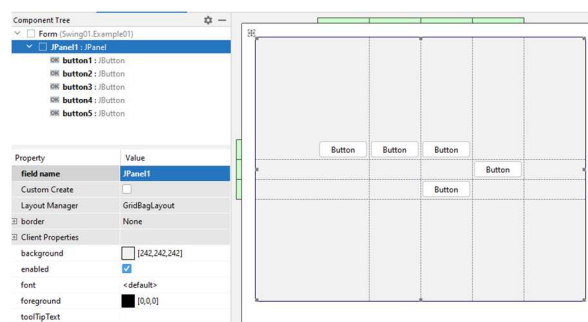 Component Tree
Form (Swing01.Example01)
JPanel1 : JPanel
OK button1 : JButton
OK button2 : JButton
OK button3 : JButton
OK button4 : JButton
OK button5 : JButton
Property Value
field name JPanel1
Custom Create
Layout Manager GridBagLayout
border None
Client Properties
background [242,242,242]
enabled
font <default>
foreground [0,0,0]
toolTipText
Button Button Button
Button
Button